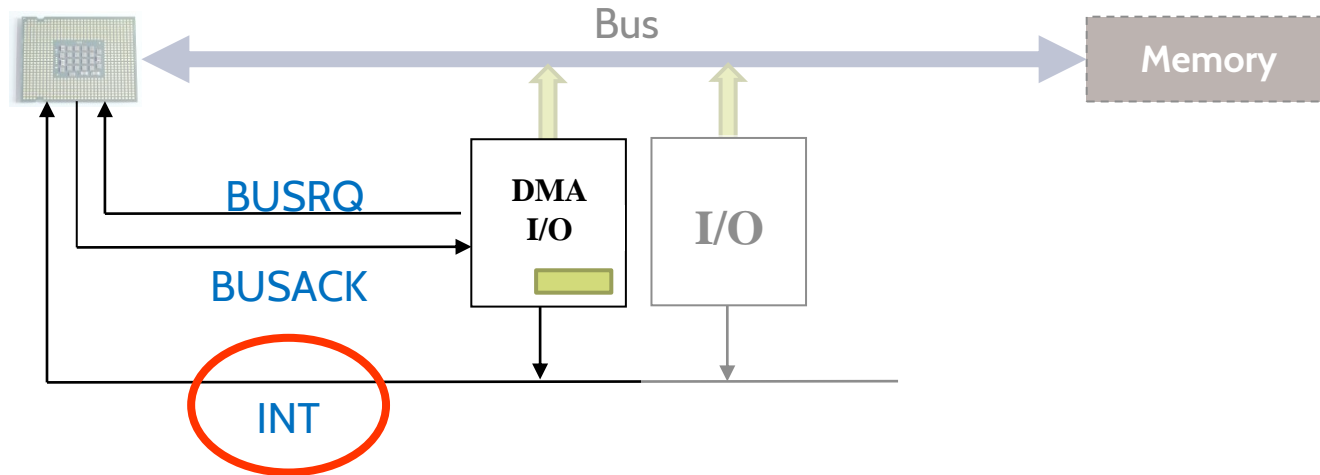 Bus
Memory
BUSRQ
DMA
I/O
I/O
BUSACK
INT